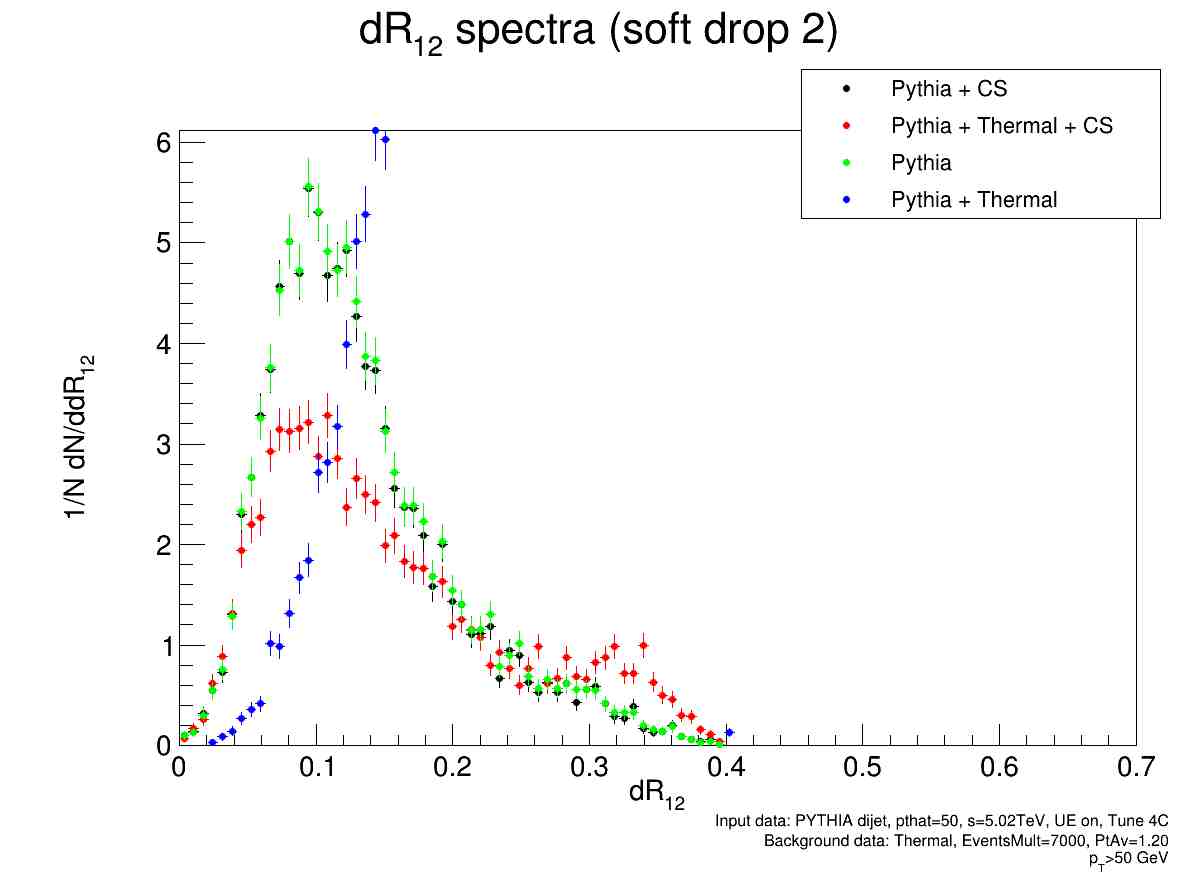 dR12 spectra (soft drop 2)
Pythia + CS
Pythia + Thermal + CS
Pythia
Pythia + Thermal
1/N dN/ddR12
6
5
4
3
2
1
0
0 0.1 0.2 0.3 0.4 0.5 0.6 0.7
dR12
Input data: PYTHIA dijet, pthat=50, s=5.02TeV, UE on, Tune 4C
Background data: Thermal, EventsMult=7000, PtAv=1.20
pT>50 GeV